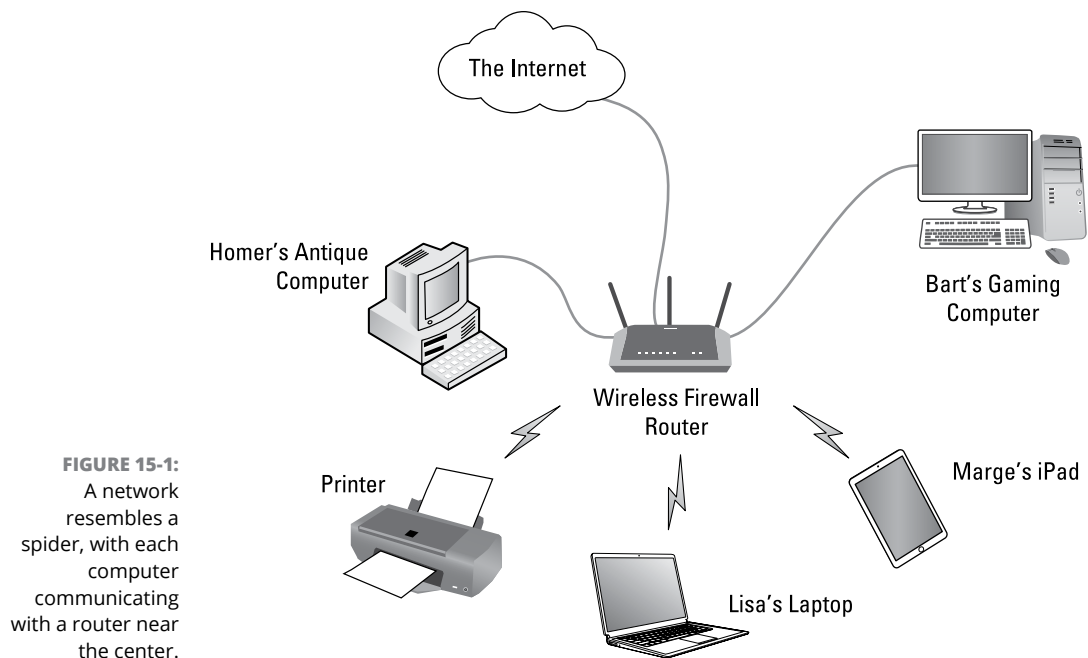 The Internet
Homer's Antique
Computer
Bart's Gaming
Computer
Wireless Firewall
Router
Printer
Marge's iPad
Lisa's Laptop
FIGURE 15-1:
A network
resembles a
spider, with each
computer
communicating
with a router near
the center.